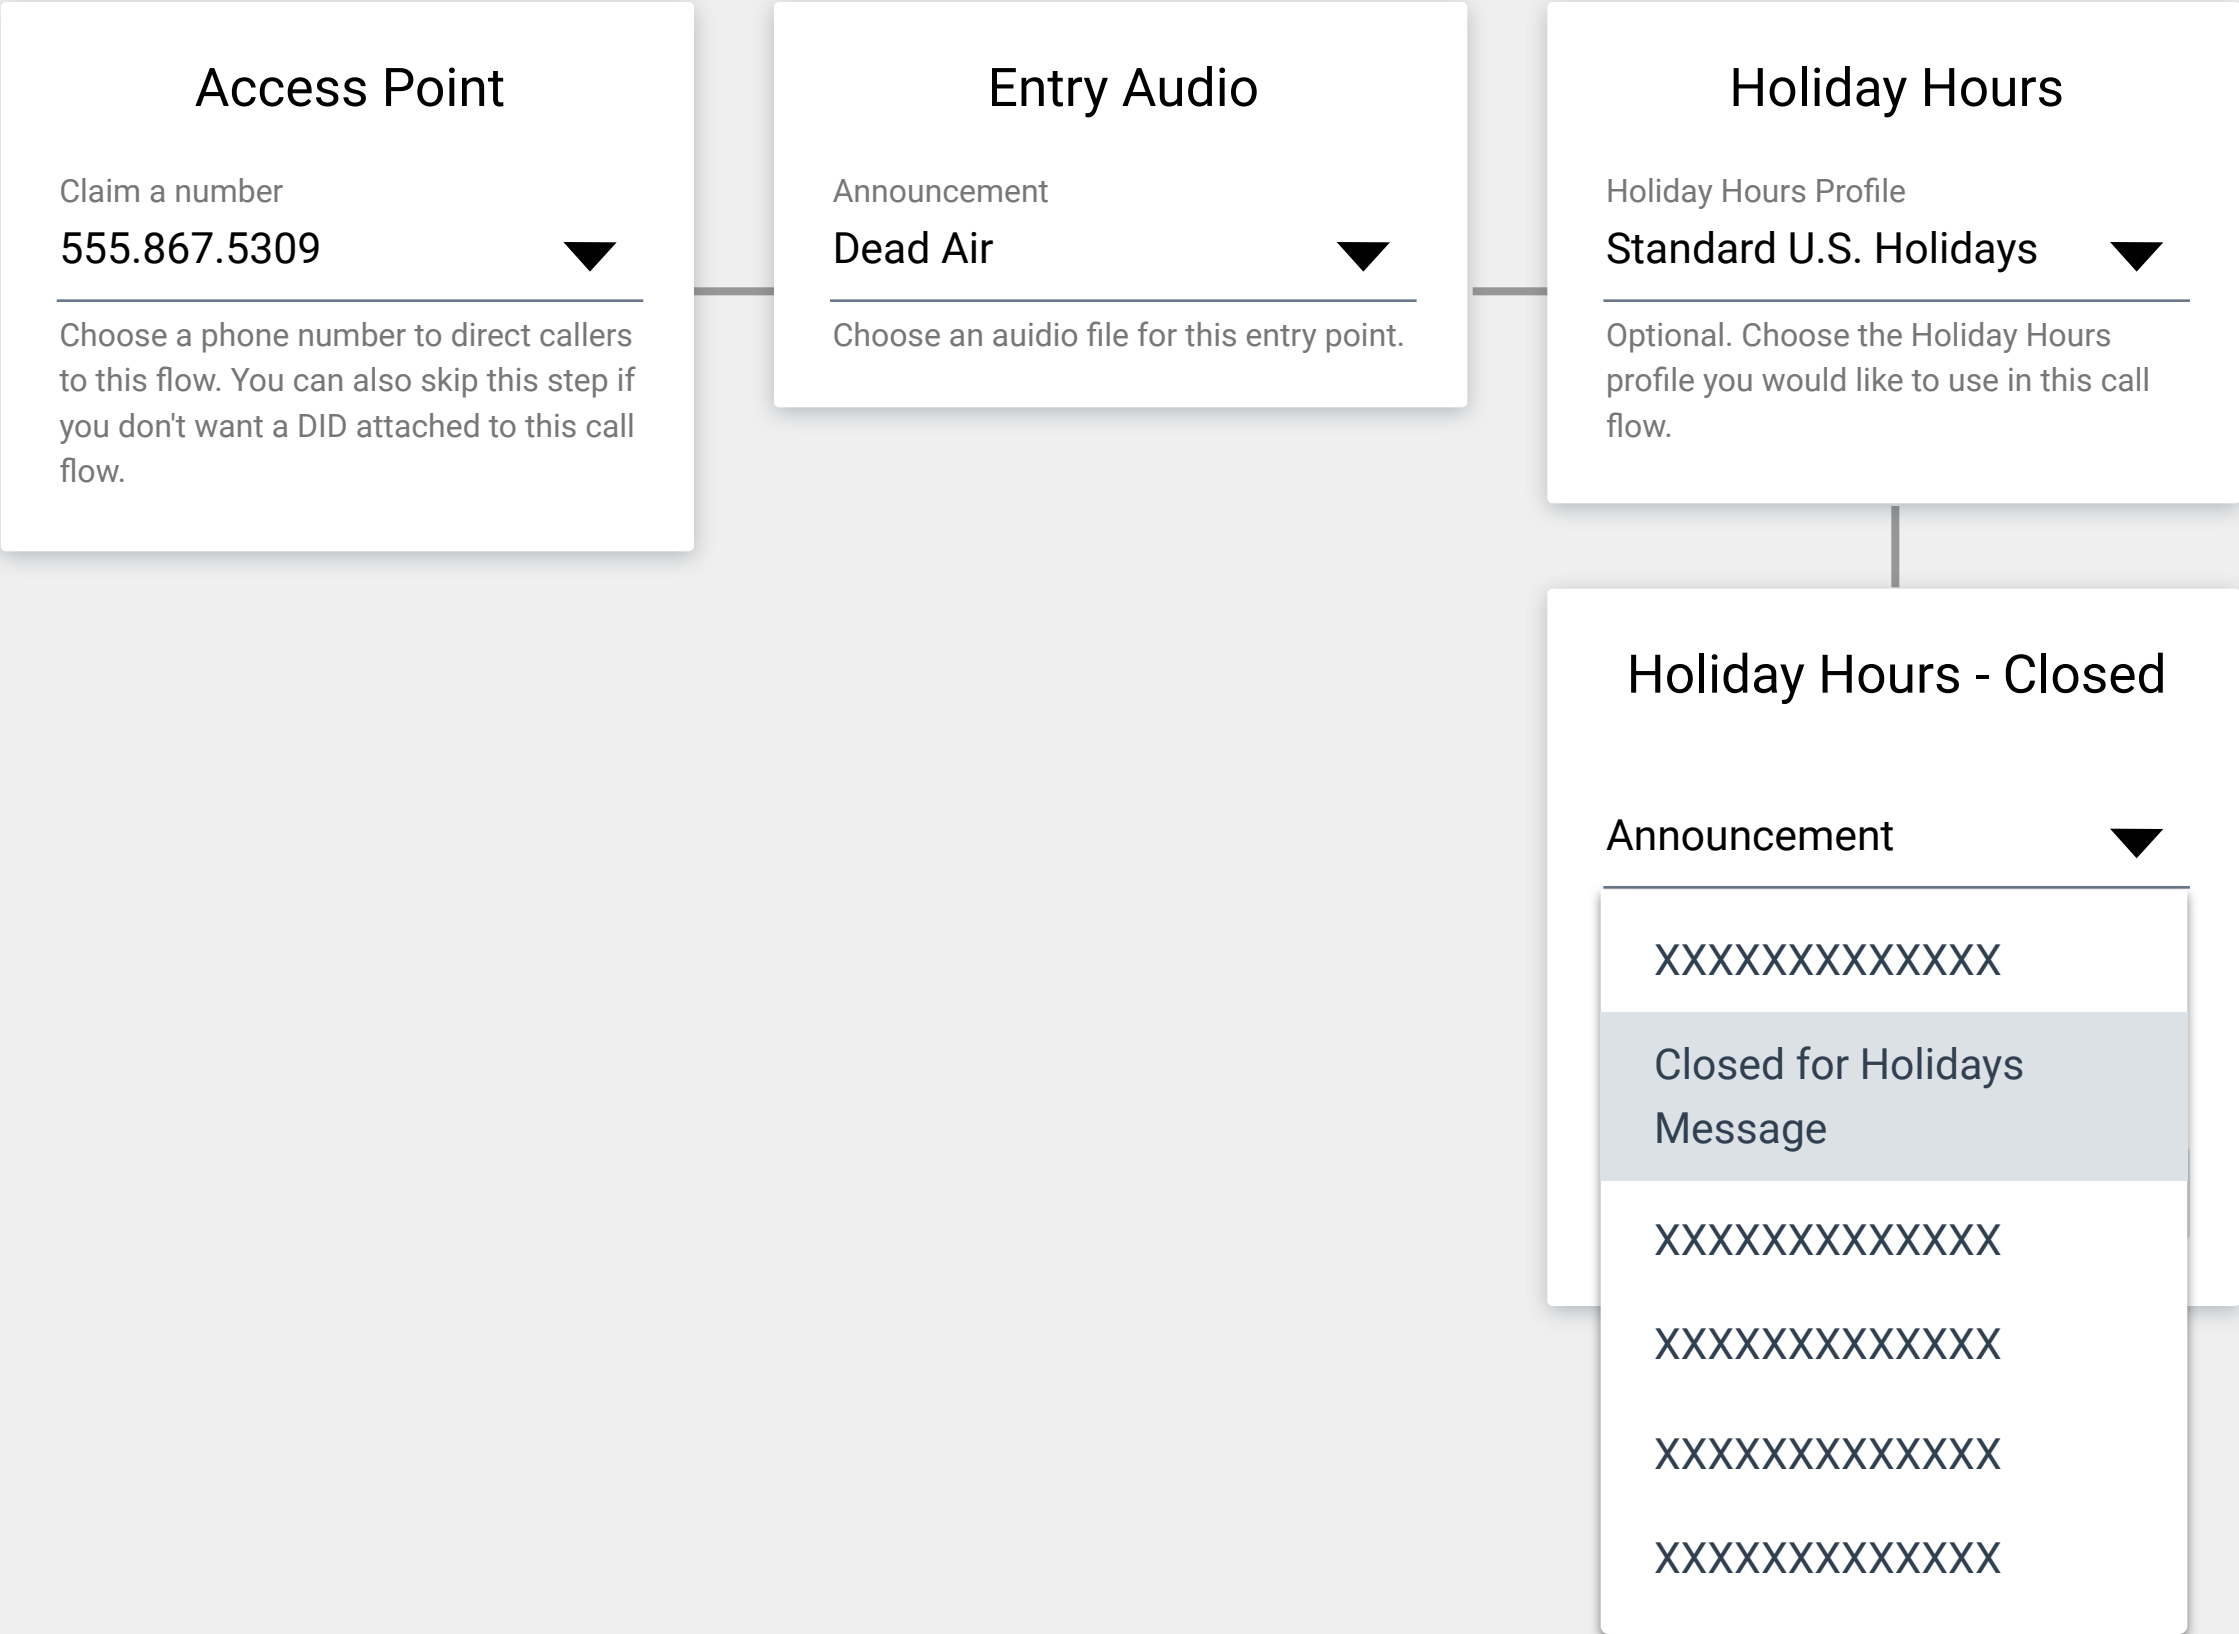 Access Point
Claim a number
555.867.5309
Choose a phone number to direct callers
to this flow. You can also skip this step if
you don't want a DID attached to this call
flow.
Entry Audio
Announcement
Dead Air
Choose an auidio file for this entry point.
Holiday Hours
Holiday Hours Profile
Standard U.S. Holidays
Optional. Choose the Holiday Hours
profile you would like to use in this call
flow.
Holiday Hours - Closed
Announcement
XXXXXXXXXXXXX
Closed for Holidays
Message
XXXXXXXXXXXXX
XXXXXXXXXXXXX
XXXXXXXXXXXXX
XXXXXXXXXXXXX